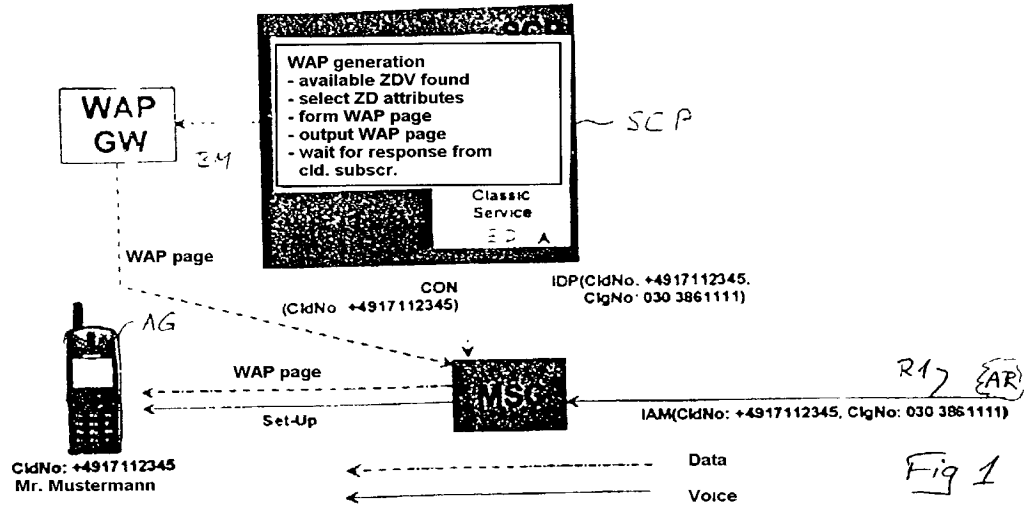 SCP
WAP generation
- available ZDV found
- select ZD attributes
- form WAP page
- output WAP page
- wait for response from
cld. subscr.
WAP
GW
SCP
Classic
Service
WAP page
CON
(CldNo +4917112345)
IDP(CldNo. +4917112345.
ClgNo: 030 3861111)
AG
WAP page
MSC
R1
AR
Set-Up
IAM(CldNo: +4917112345, ClgNo: 030 3861111)
CldNo: +4917112345
Mr. Mustermann
Data
Voice
Fig 1